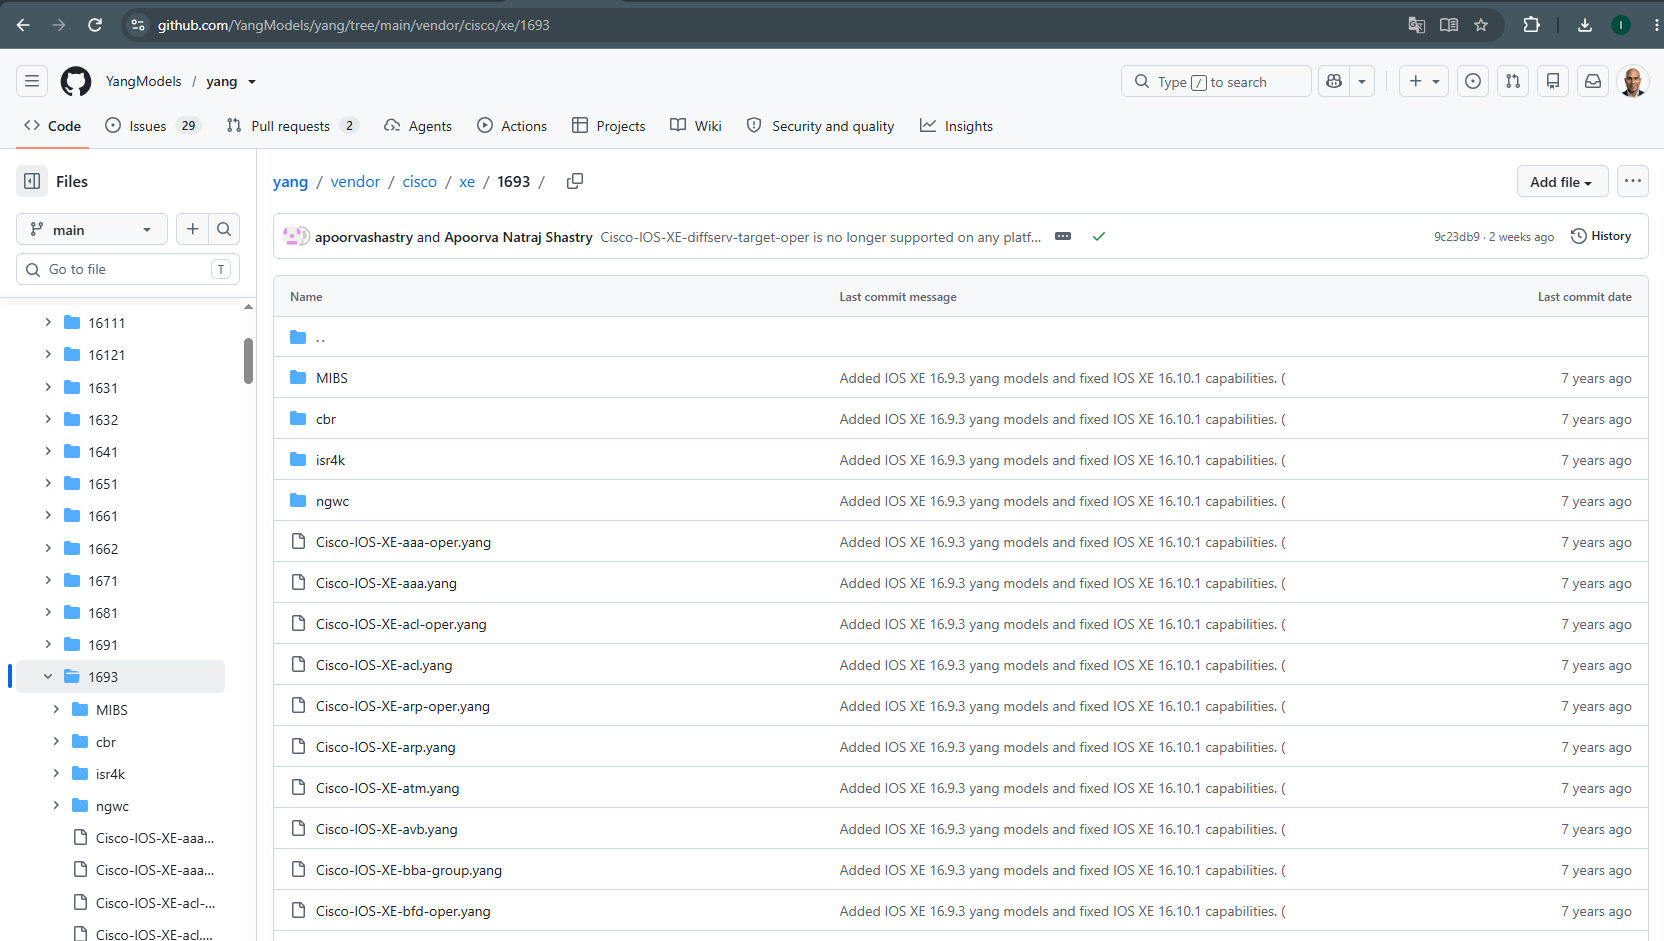 github.com/YangModels/yang/tree/main/vendor/cisco/xe/1693
I
YangModels / yang
Type / to search
Code
Issues 29
Pull requests 2
Agents
Actions
Projects
Wiki
Security and quality
Insights
Files
main
Go to file
T
16111
16121
1631
1632
1641
1651
1661
1662
1671
1681
1691
1693
MIBS
cbr
isr4k
ngwc
Cisco-IOS-XE-aaa...
Cisco-IOS-XE-aaa...
Cisco-IOS-XE-acl-...
Cisco-IOS-XE-acl....
yang / vendor / cisco / xe / 1693 /
Add file
apoorvashastry and Apoorva Natraj Shastry Cisco-IOS-XE-diffserv-target-oper is no longer supported on any platf...
9c23db9 · 2 weeks ago
History
Name Last commit message Last commit date
..
MIBS Added IOS XE 16.9.3 yang models and fixed IOS XE 16.10.1 capabilities. ( 7 years ago
cbr Added IOS XE 16.9.3 yang models and fixed IOS XE 16.10.1 capabilities. ( 7 years ago
isr4k Added IOS XE 16.9.3 yang models and fixed IOS XE 16.10.1 capabilities. ( 7 years ago
ngwc Added IOS XE 16.9.3 yang models and fixed IOS XE 16.10.1 capabilities. ( 7 years ago
Cisco-IOS-XE-aaa-oper.yang Added IOS XE 16.9.3 yang models and fixed IOS XE 16.10.1 capabilities. ( 7 years ago
Cisco-IOS-XE-aaa.yang Added IOS XE 16.9.3 yang models and fixed IOS XE 16.10.1 capabilities. ( 7 years ago
Cisco-IOS-XE-acl-oper.yang Added IOS XE 16.9.3 yang models and fixed IOS XE 16.10.1 capabilities. ( 7 years ago
Cisco-IOS-XE-acl.yang Added IOS XE 16.9.3 yang models and fixed IOS XE 16.10.1 capabilities. ( 7 years ago
Cisco-IOS-XE-arp-oper.yang Added IOS XE 16.9.3 yang models and fixed IOS XE 16.10.1 capabilities. ( 7 years ago
Cisco-IOS-XE-arp.yang Added IOS XE 16.9.3 yang models and fixed IOS XE 16.10.1 capabilities. ( 7 years ago
Cisco-IOS-XE-atm.yang Added IOS XE 16.9.3 yang models and fixed IOS XE 16.10.1 capabilities. ( 7 years ago
Cisco-IOS-XE-avb.yang Added IOS XE 16.9.3 yang models and fixed IOS XE 16.10.1 capabilities. ( 7 years ago
Cisco-IOS-XE-bba-group.yang Added IOS XE 16.9.3 yang models and fixed IOS XE 16.10.1 capabilities. ( 7 years ago
Cisco-IOS-XE-bfd-oper.yang Added IOS XE 16.9.3 yang models and fixed IOS XE 16.10.1 capabilities. ( 7 years ago